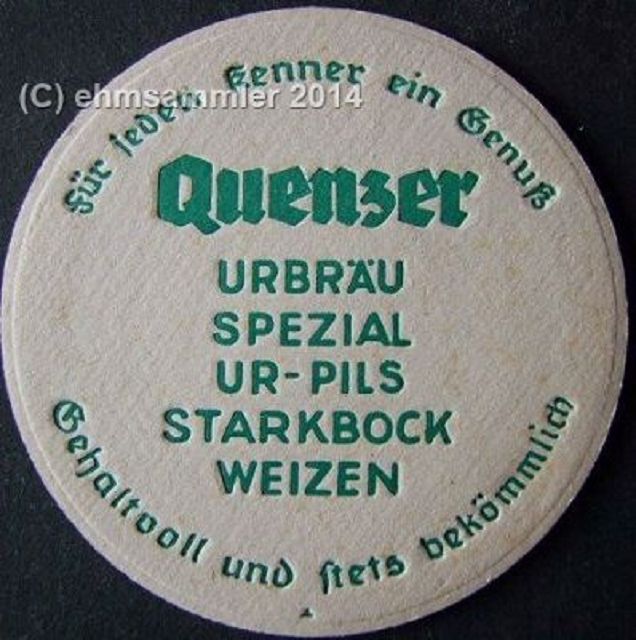 (C) ehmsammler 2014
Für jeden Kenner ein Genuß
Quenzer
URBRÄU
SPEZIAL
UR-PILS
STARKBOCK
WEIZEN
Gehaltvoll und stets bekömmlich